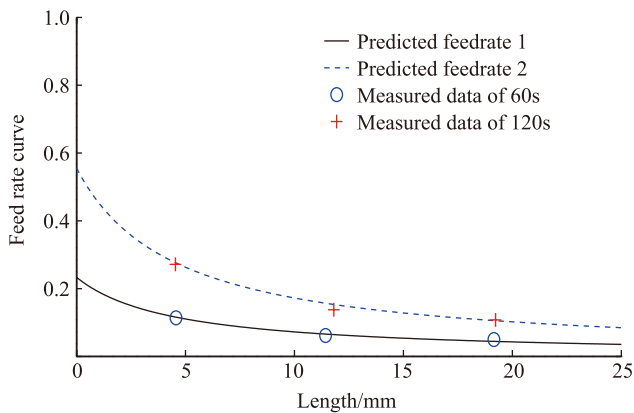 1.0
0.8
0.6
0.4
0.2
0
5
10
15
20
25
Feed rate curve
Length/mm
Predicted feedrate 1
Predicted feedrate 2
Measured data of 60s
Measured data of 120s